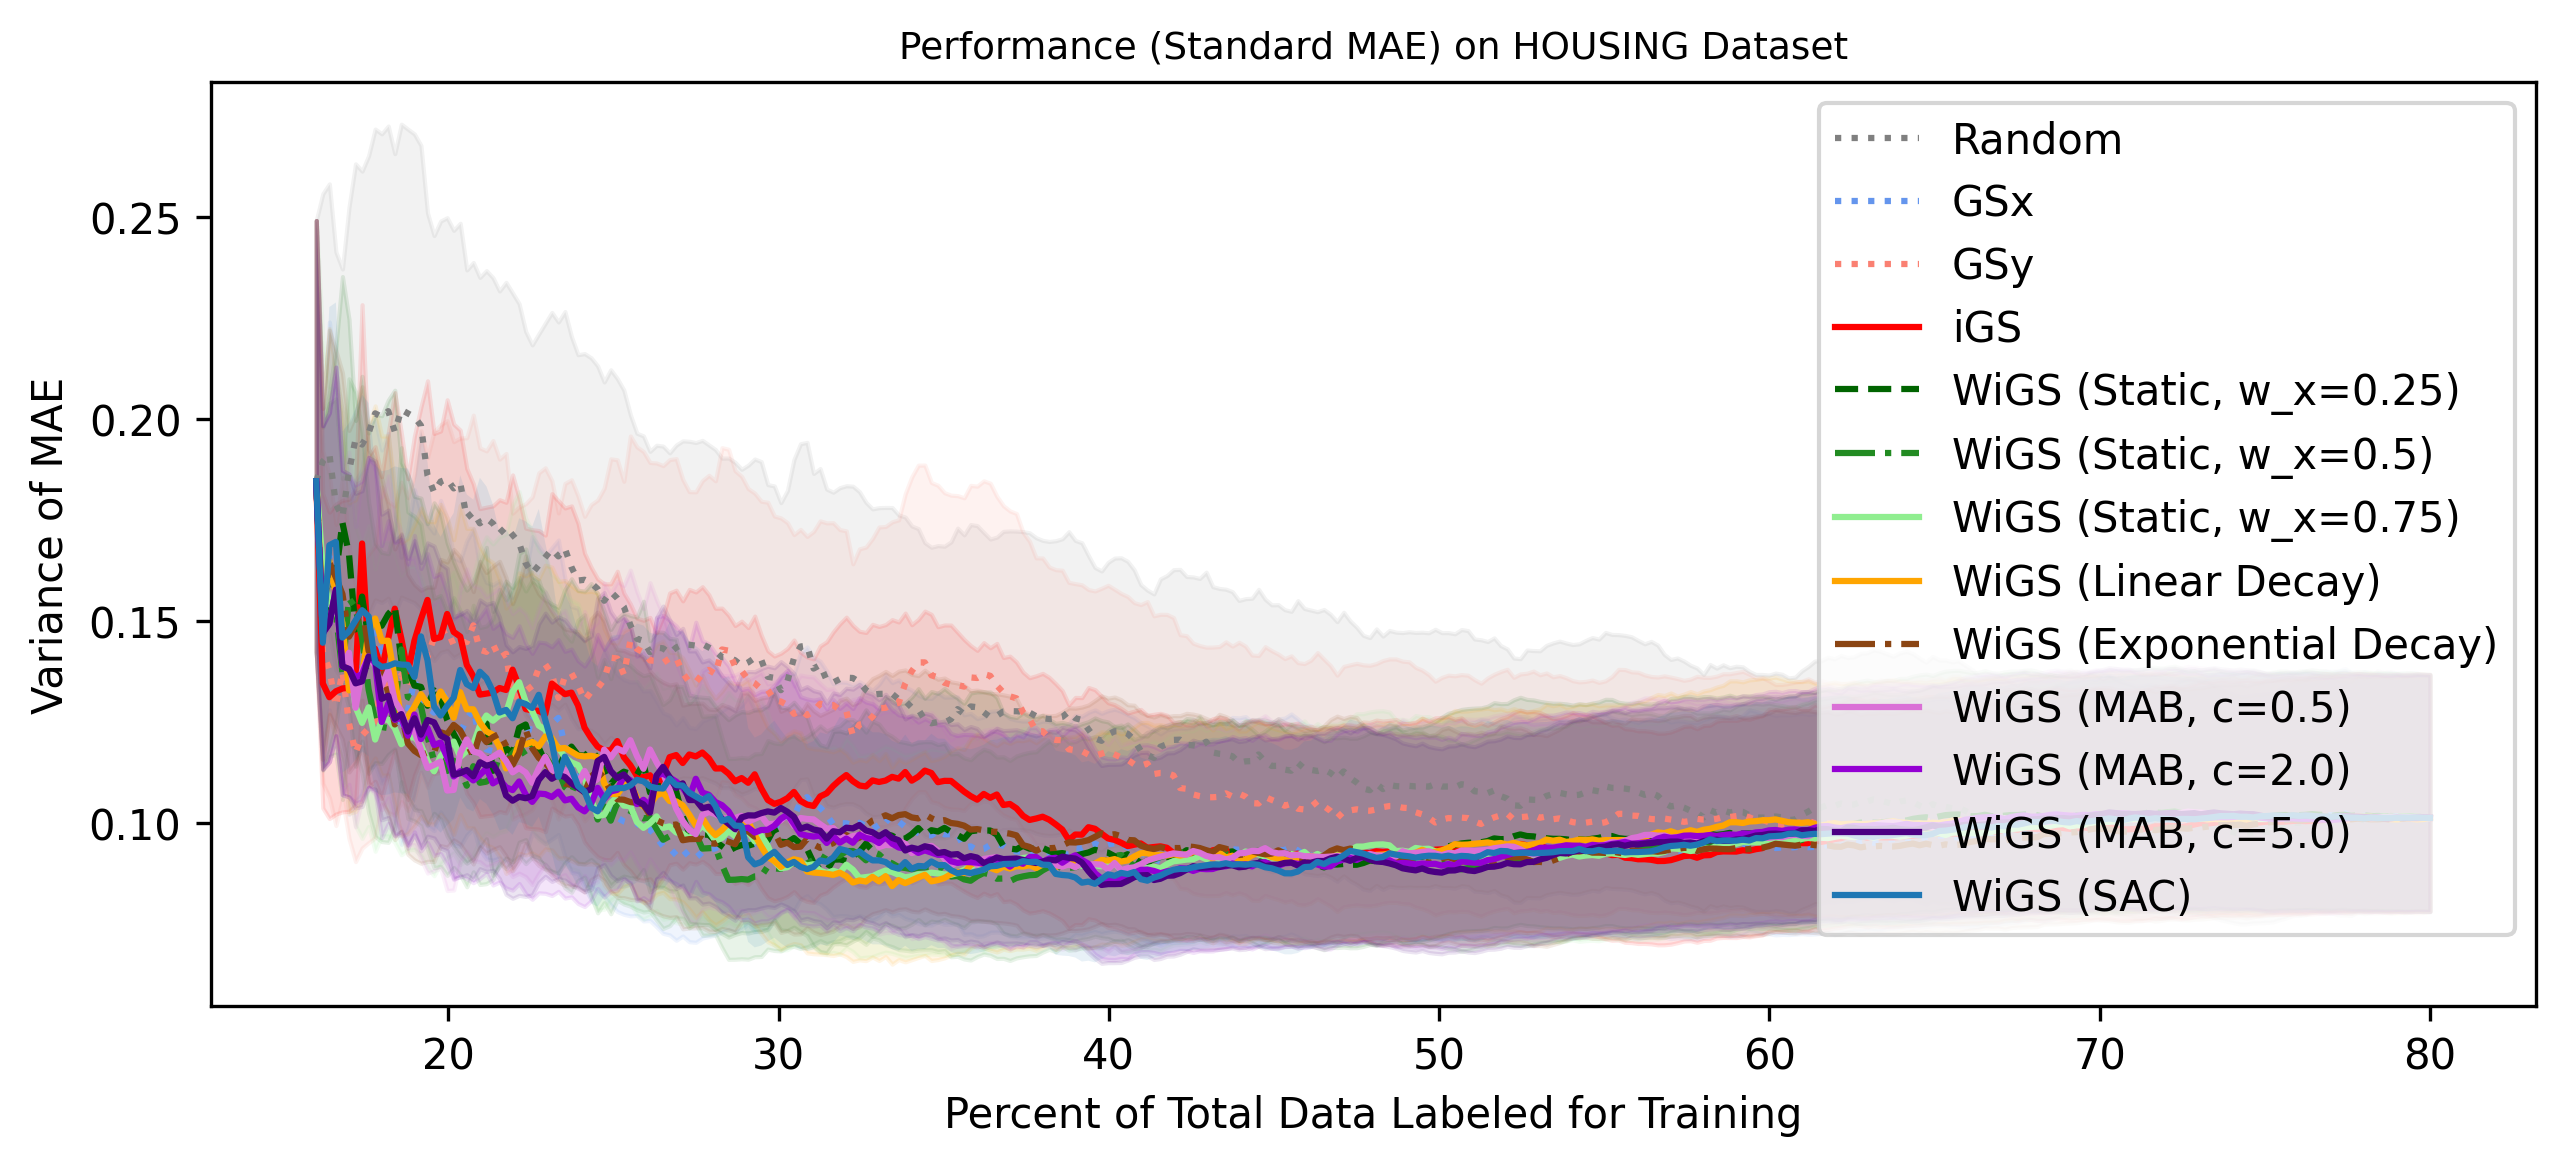 Performance (Standard MAE) on HOUSING Dataset
Variance of MAE
0.25
0.20
0.15
0.10
20
30
40
50
60
70
80
Percent of Total Data Labeled for Training
Random
GSx
GSy
iGS
WiGS (Static, w_x=0.25)
WiGS (Static, w_x=0.5)
WiGS (Static, w_x=0.75)
WiGS (Linear Decay)
WiGS (Exponential Decay)
WiGS (MAB, c=0.5)
WiGS (MAB, c=2.0)
WiGS (MAB, c=5.0)
WiGS (SAC)